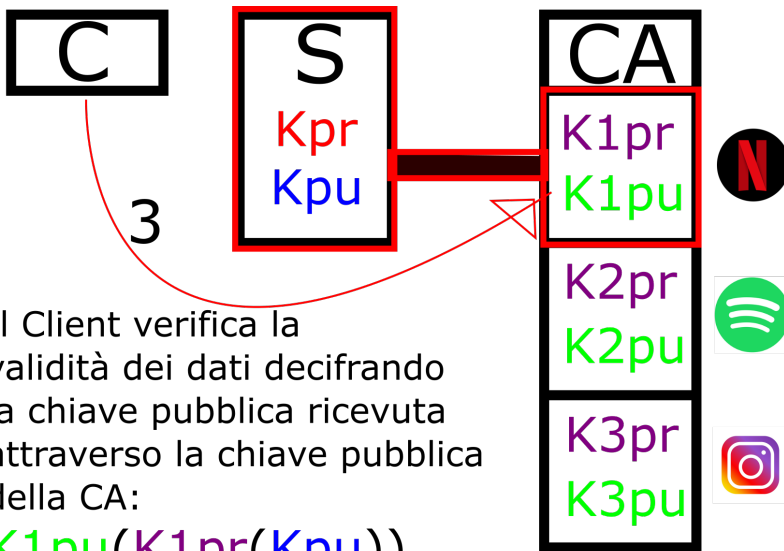 C
S
CA
Kpr
Kpu
K1pr
K1pu
3
K2pr
K2pu
K3pr
K3pu
l Client verifica la
validità dei dati decifrando
a chiave pubblica ricevuta
attraverso la chiave pubblica
della CA:
K1pu(K1pr(Kpu))